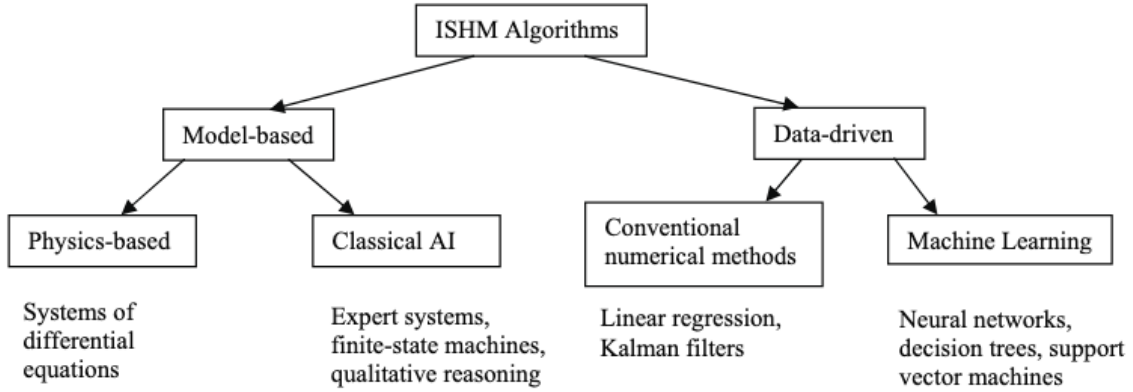 ISHM Algorithms
Model-based
Data-driven
Physics-based
Classical AI
Conventional
numerical methods
Machine Learning
Systems of
differential
equations
Expert systems,
finite-state machines,
qualitative reasoning
Linear regression,
Kalman filters
Neural networks,
decision trees, support
vector machines